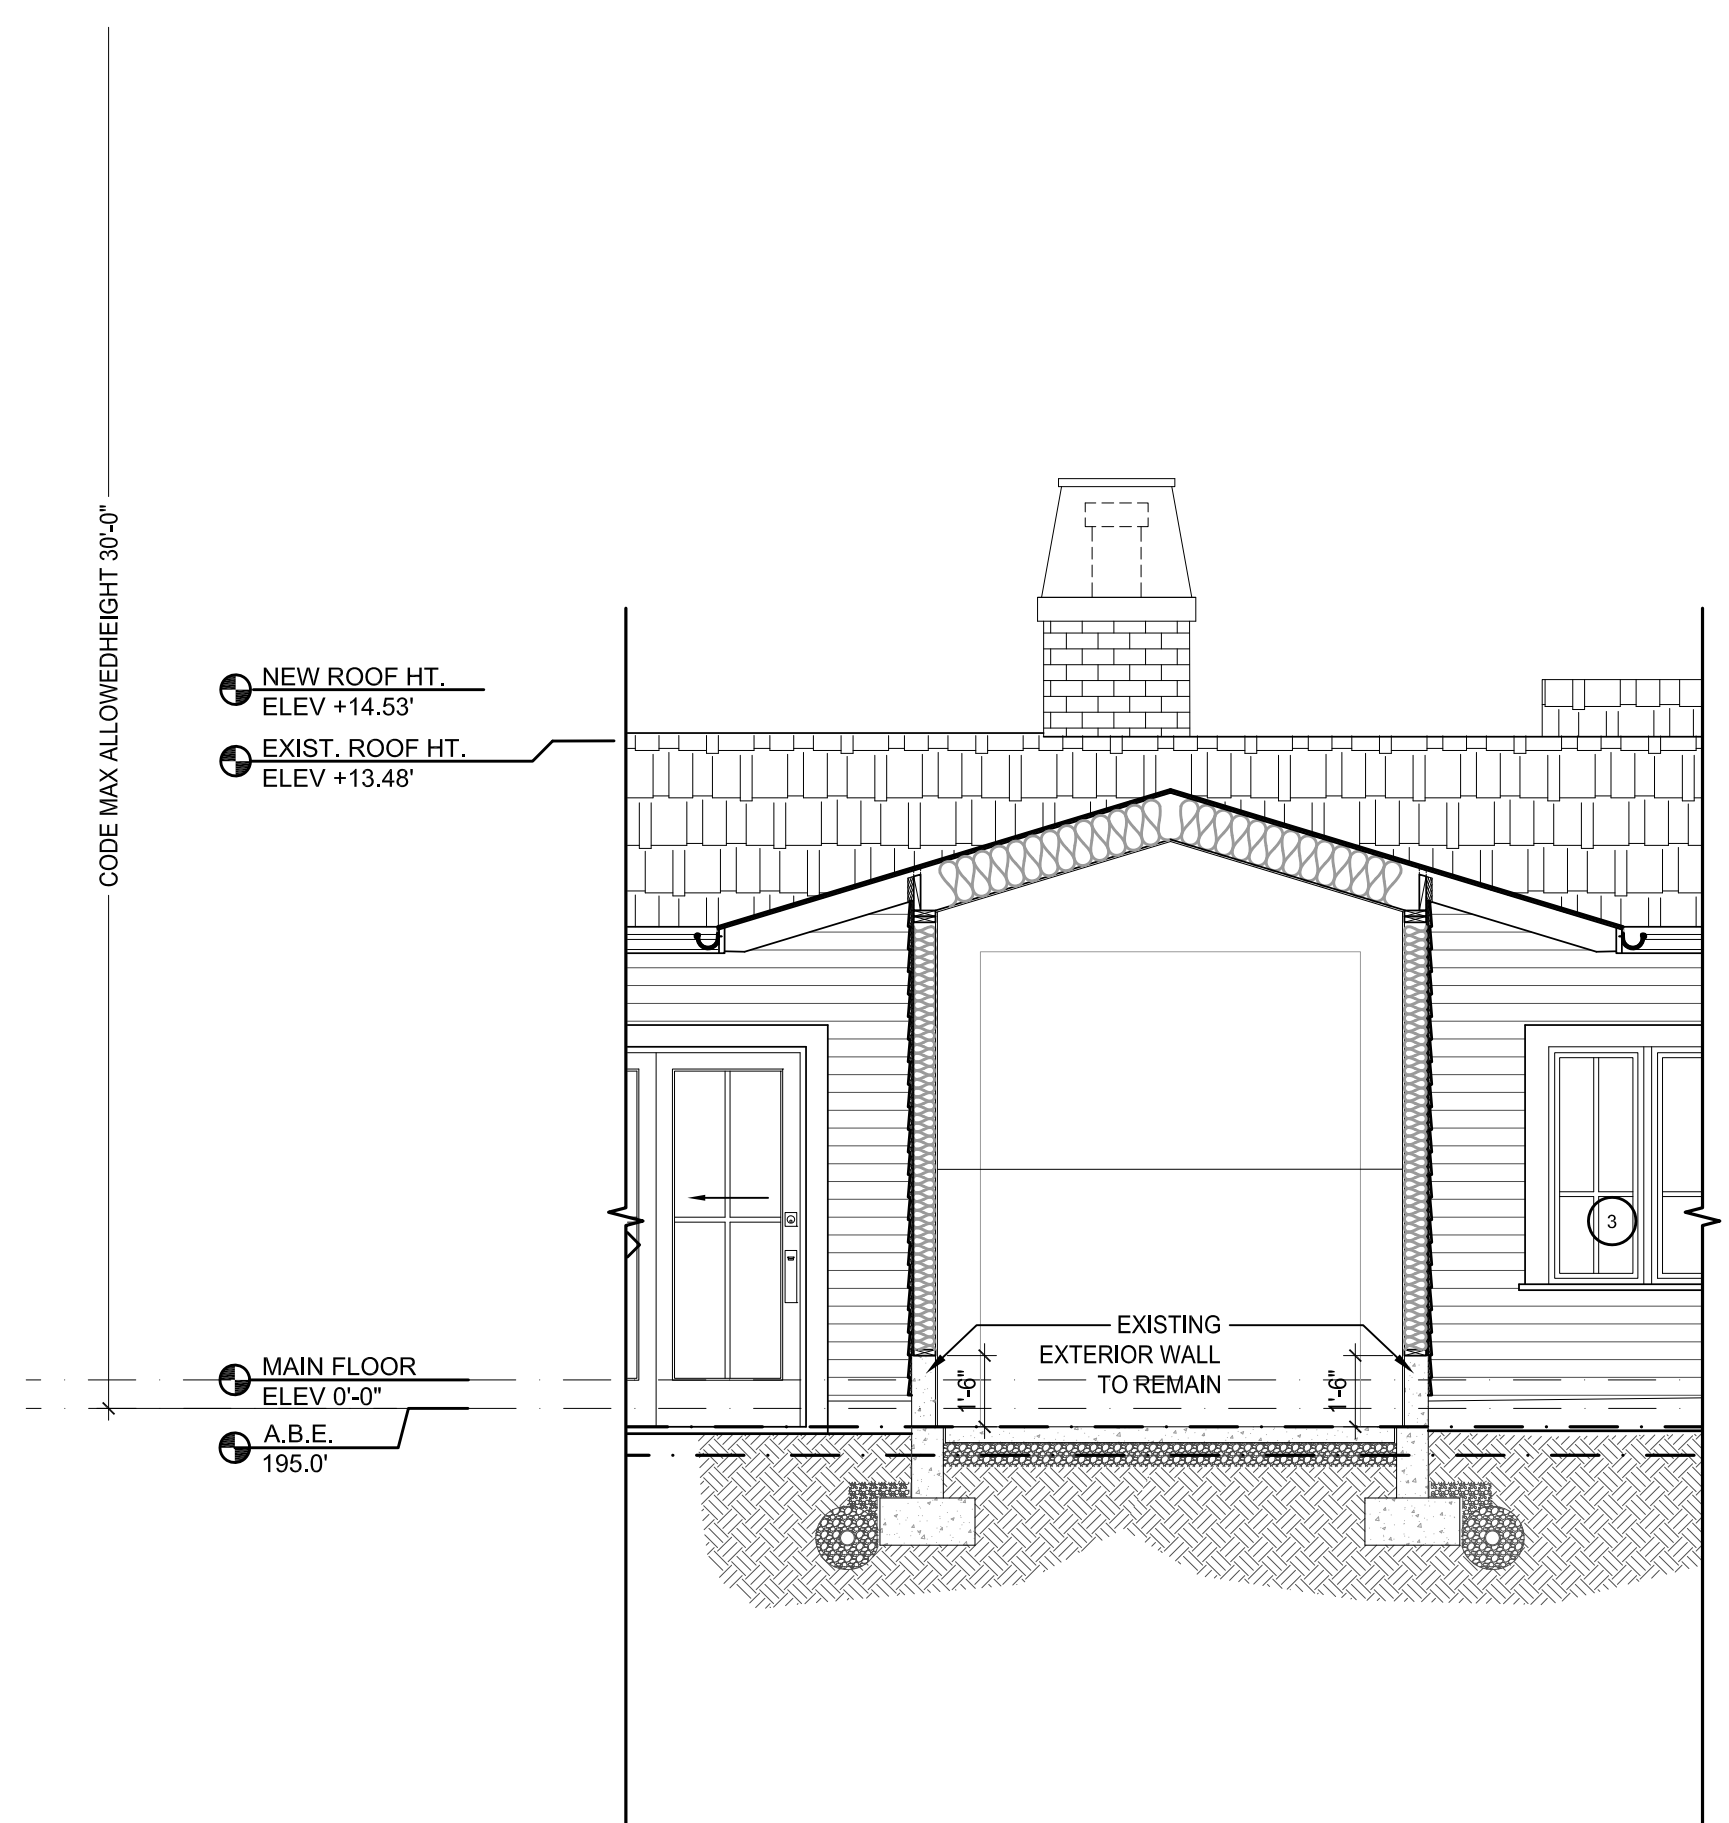 CODE MAX ALLOWEDHEIGHT 30'-0"
NEW ROOF HT.
ELEV +14.53'
EXIST. ROOF HT.
ELEV +13.48'
3
EXISTING
EXTERIOR WALL
TO REMAIN
1'-6"
1'-6"
MAIN FLOOR
ELEV 0'-0"
A.B.E.
195.0'